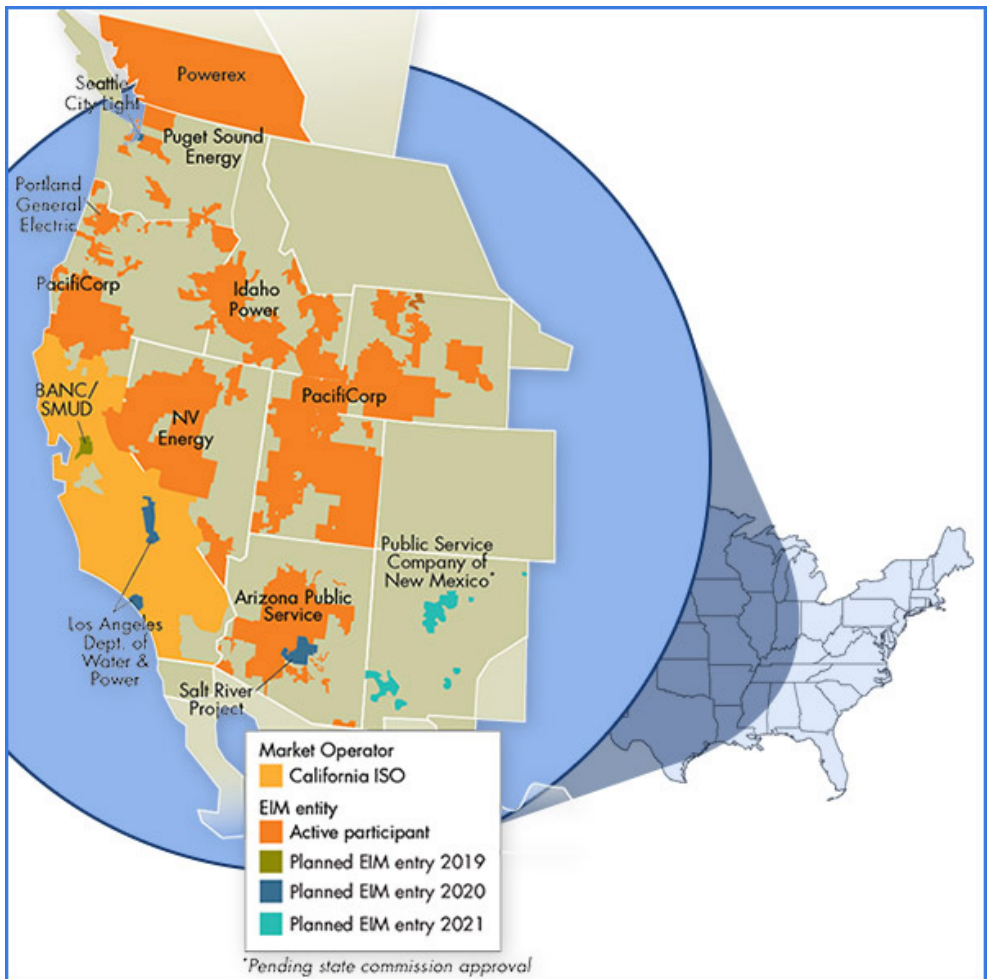 Powerex
Seattle
City Light
Puget Sound
Energy
Portland
General
Electric
PacifiCorp
Idaho
Power
BANC/
SMUD
NV
Energy
PacifiCorp
Public Service
Company of
New Mexico*
Arizona Public
Service
Los Angeles
Dept. of
Water &
Power
Salt River
Project
Market Operator
California ISO
EIM entity
Active participant
Planned EIM entry 2019
Planned EIM entry 2020
Planned EIM entry 2021
*Pending state commission approval